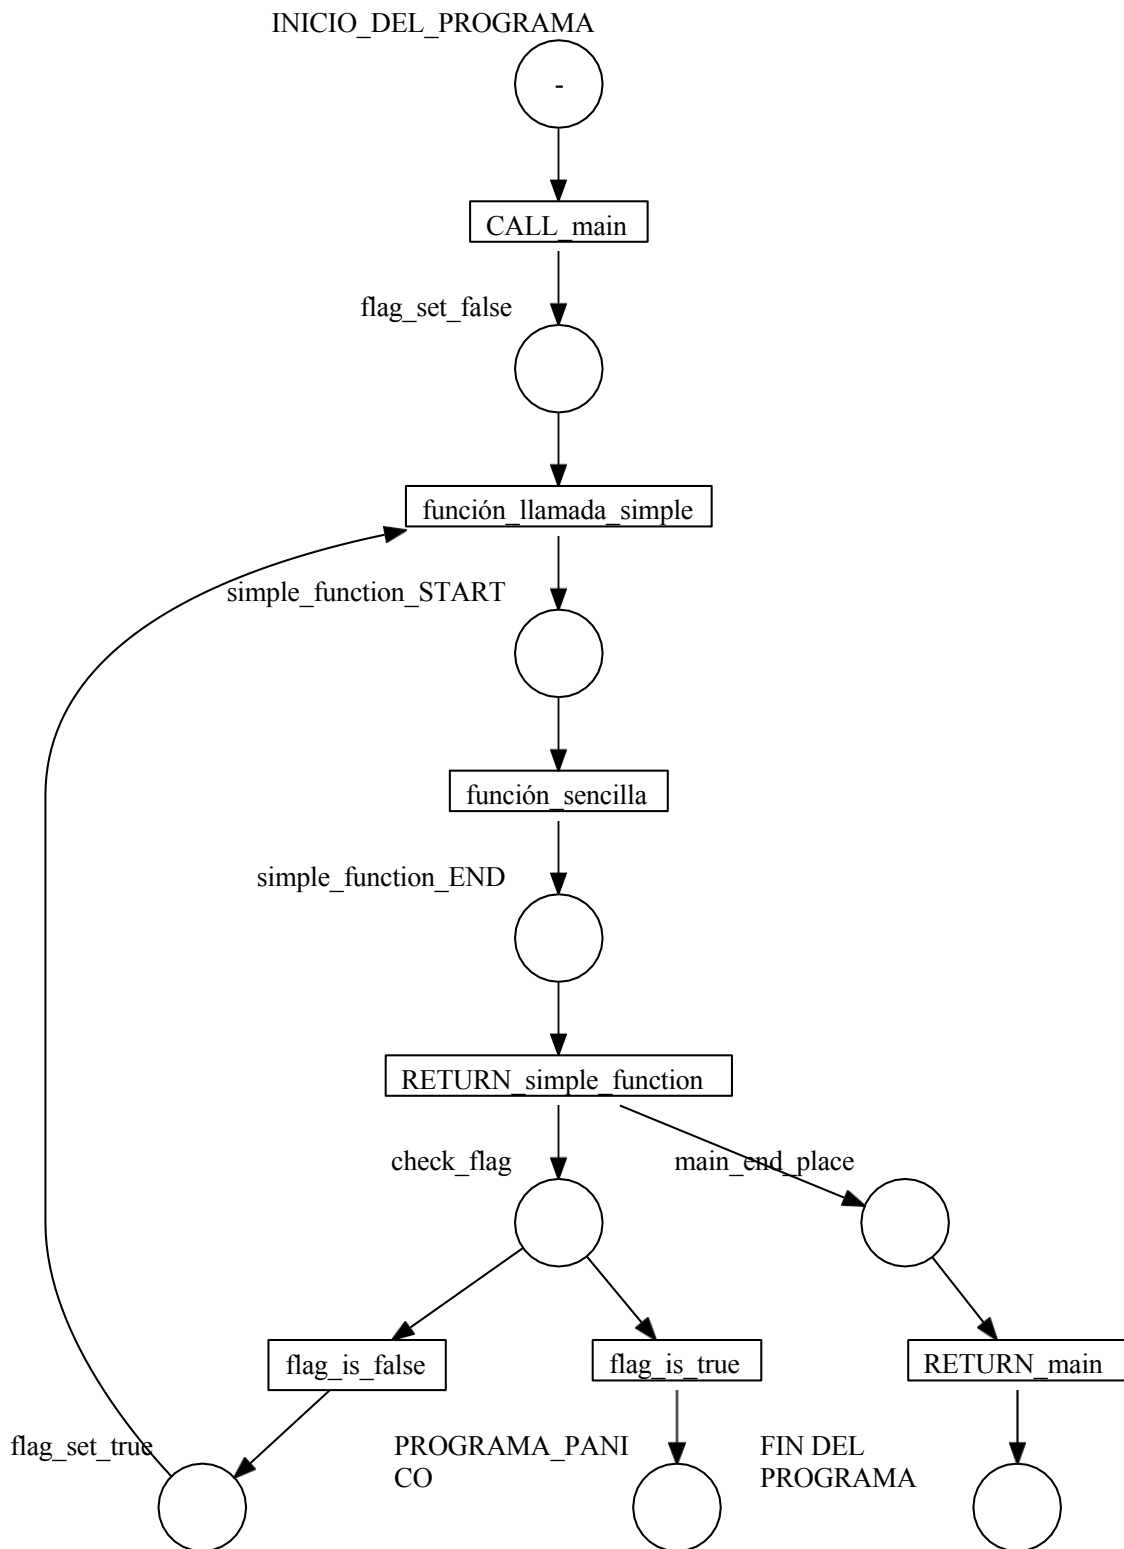 INICIO_DEL_PROGRAMA
-
CALL_main
flag_set_false
función_llamada_simple
simple_function_START
función_sencilla
simple_function_END
RETURN_simple_function
check_flag
main_end_place
flag_is_false
flag_is_true
RETURN_main
flag_set_true
PROGRAMA_PANI
CO
FIN DEL
PROGRAMA